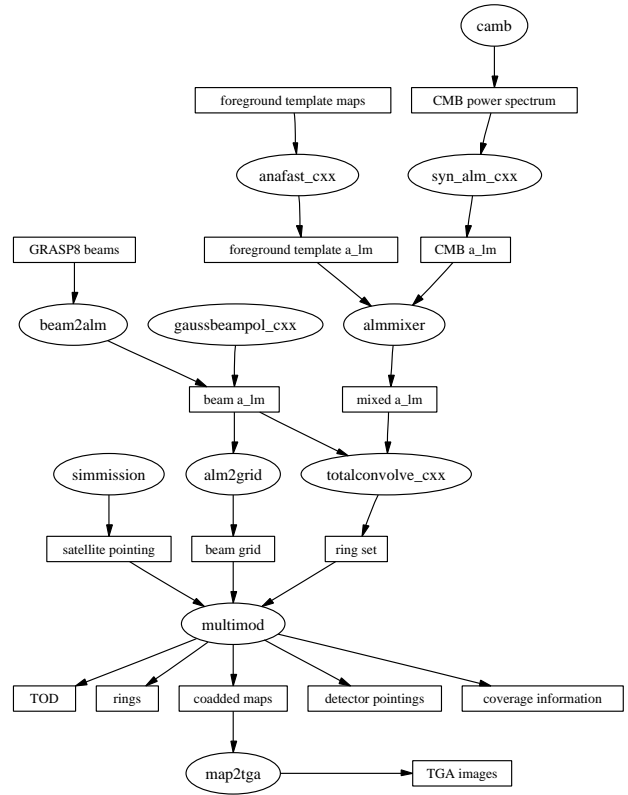 camb
foreground template maps
CMB power spectrum
anafast_cxx
syn_alm_cxx
GRASP8 beams
foreground template a_lm
CMB a_lm
beam2alm
gaussbeampol_cxx
almmixer
beam a_lm
mixed a_lm
simmission
alm2grid
totalconvolve_cxx
satellite pointing
beam grid
ring set
multimod
TOD
rings
coadded maps
detector pointings
coverage information
map2tga
TGA images